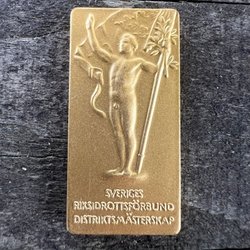 SVERIGES
RIKSIDROTTSFÖRBUND
DISTRIKTSMÄSTERSKAP